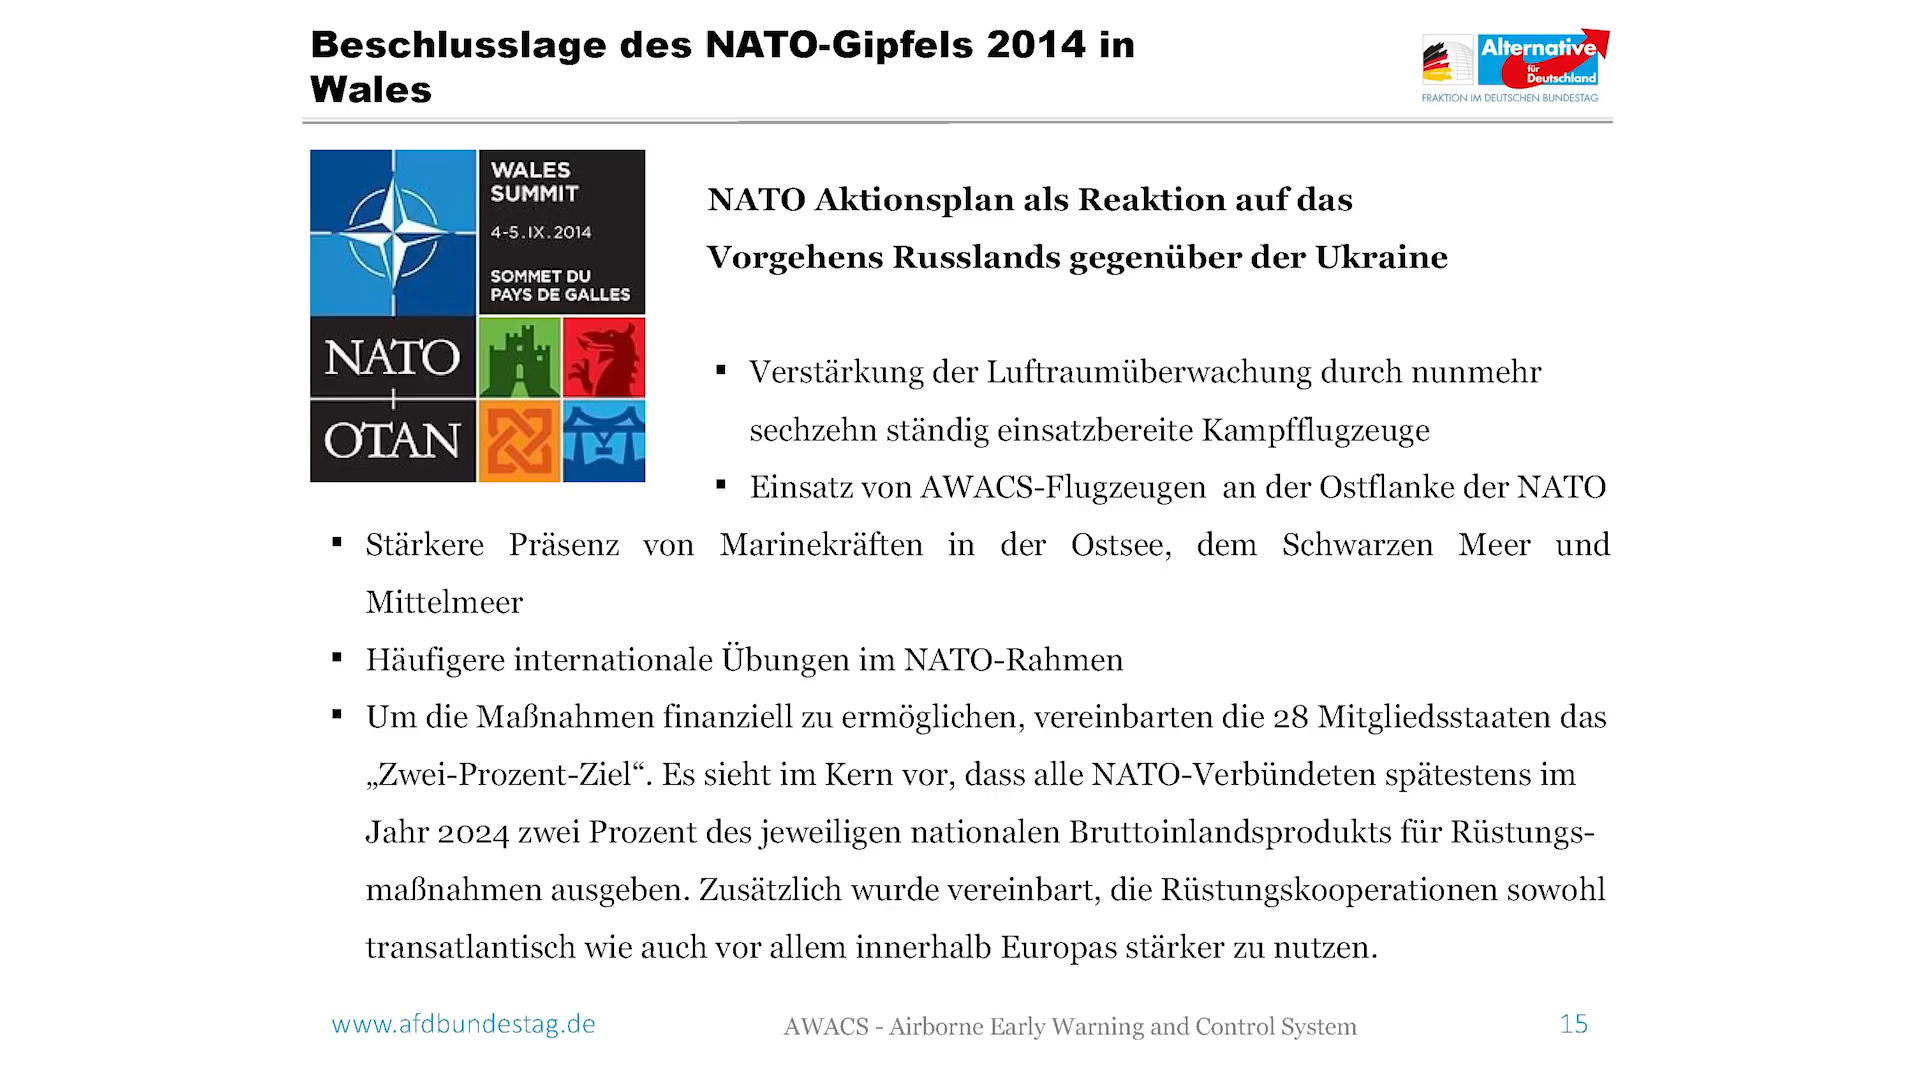 Beschlusslage des NATO-Gipfels 2014 in
Wales
Alternative
für
Deutschland
FRAKTION IM DEUTSCHEN BUNDESTAG
WALES
SUMMIT
4-5.IX.2014
SOMMET DU
PAYS DE GALLES
NATO
OTAN
NATO Aktionsplan als Reaktion auf das
Vorgehens Russlands gegenüber der Ukraine
▪ Verstärkung der Luftraumüberwachung durch nunmehr
sechzehn ständig einsatzbereite Kampfflugzeuge
▪ Einsatz von AWACS-Flugzeugen an der Ostflanke der NATO
▪ Stärkere Präsenz von Marinekräften in der Ostsee, dem Schwarzen Meer und
Mittelmeer
▪ Häufigere internationale Übungen im NATO-Rahmen
▪ Um die Maßnahmen finanziell zu ermöglichen, vereinbarten die 28 Mitgliedsstaaten das
„Zwei-Prozent-Ziel“. Es sieht im Kern vor, dass alle NATO-Verbündeten spätestens im
Jahr 2024 zwei Prozent des jeweiligen nationalen Bruttoinlandsprodukts für Rüstungs-
maßnahmen ausgeben. Zusätzlich wurde vereinbart, die Rüstungskooperationen sowohl
transatlantisch wie auch vor allem innerhalb Europas stärker zu nutzen.
www.afdbundestag.de
AWACS - Airborne Early Warning and Control System
15